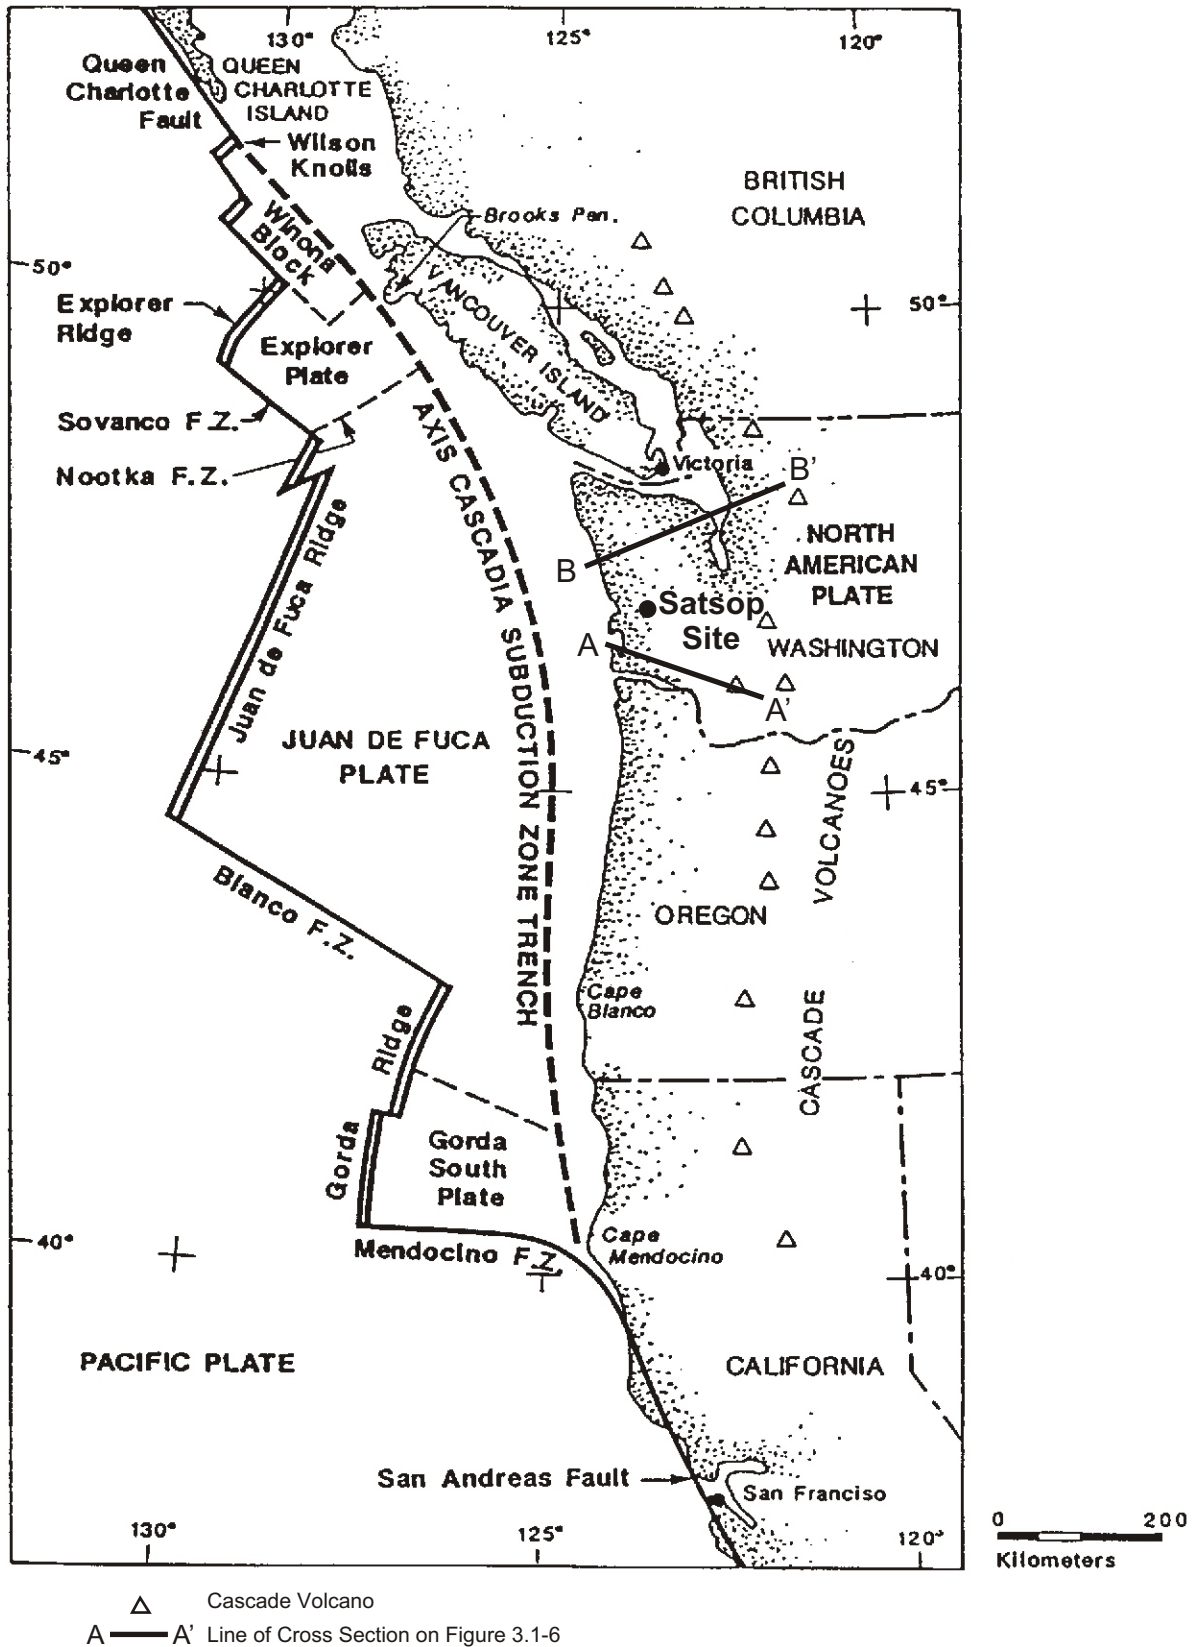 130°
125°
120°
Queen
Charlotte
Fault
QUEEN
CHARLOTTE
ISLAND
Wilson
Knolls
BRITISH
COLUMBIA
Brooks Pen.
Winona
Block
50°
50°
VANCOUVER ISLAND
Explorer
Ridge
Explorer
Plate
Sovanco F.Z.
Nootka F.Z.
AXIS CASCADIA SUBDUCTION ZONE TRENCH
Victoria
B'
NORTH
AMERICAN
PLATE
B
Juan de Fuca Ridge
Satsop
Site
A
WASHINGTON
A'
JUAN DE FUCA
PLATE
45°
45°
CASCADE VOLCANOES
Blanco F.Z.
OREGON
Cape
Blanco
Gorda Ridge
Gorda
South
Plate
40°
Mendocino F.Z.
Cape
Mendocino
40°
PACIFIC PLATE
CALIFORNIA
San Andreas Fault
San Franciso
130°
125°
120°
0 200
Kilometers
Cascade Volcano
A A' Line of Cross Section on Figure 3.1-6